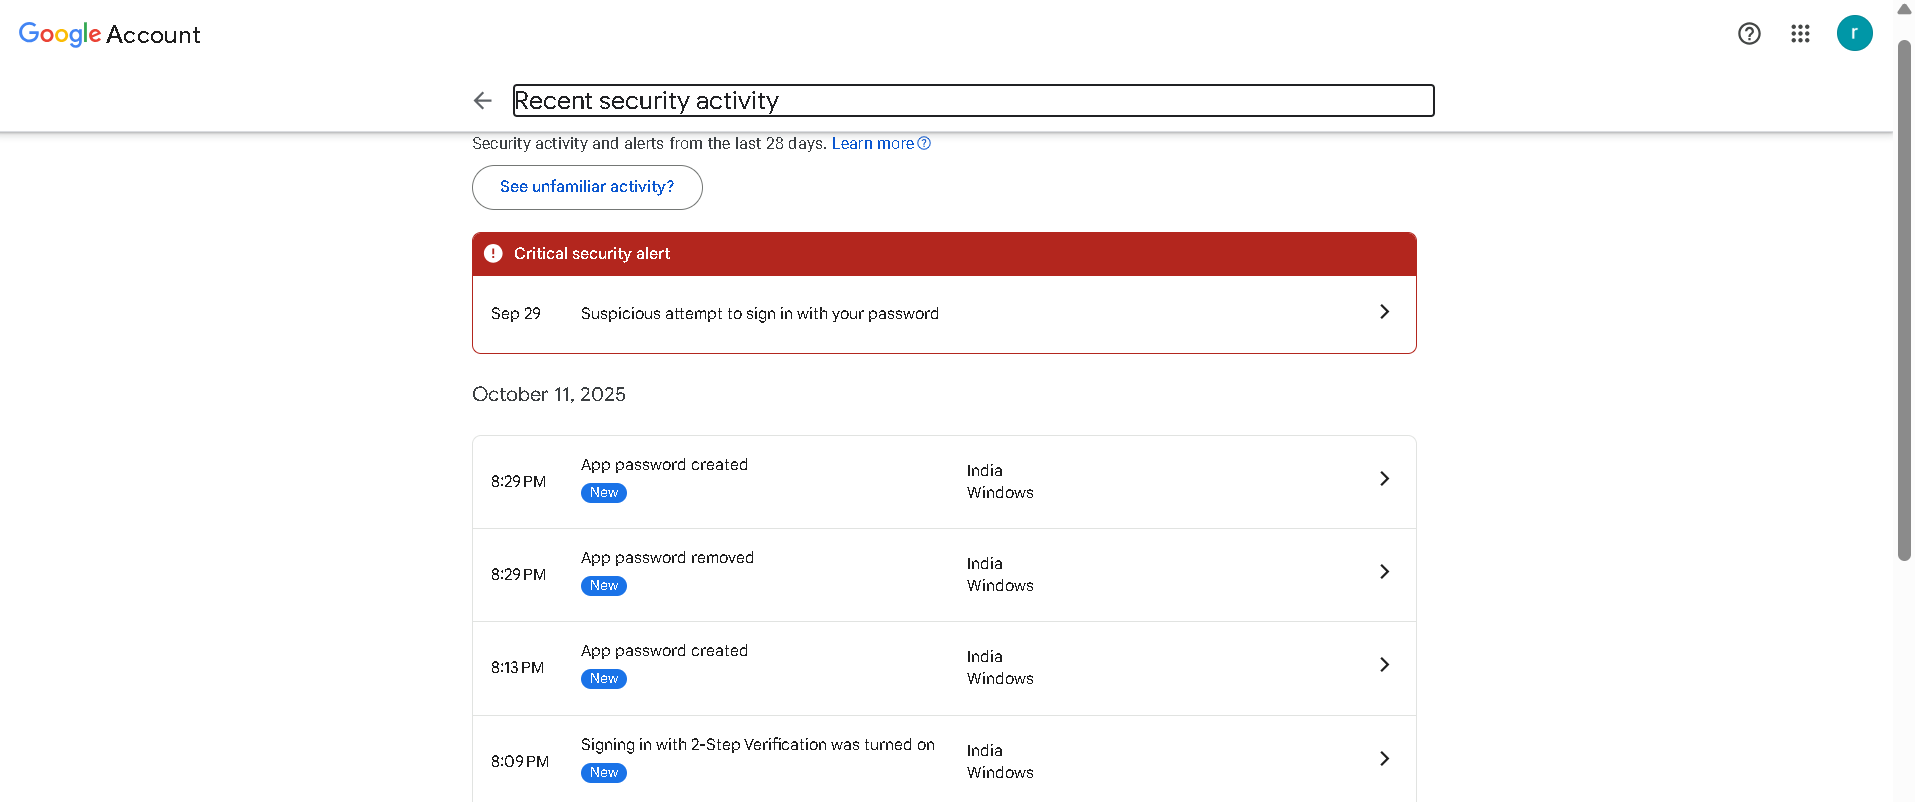 Google Account
r
Recent security activity
Security activity and alerts from the last 28 days. Learn more
See unfamiliar activity?
Critical security alert
Sep 29 Suspicious attempt to sign in with your password
October 11, 2025
8:29 PM App password created India
New Windows
8:29 PM App password removed India
New Windows
8:13 PM App password created India
New Windows
8:09 PM Signing in with 2-Step Verification was turned on India
New Windows